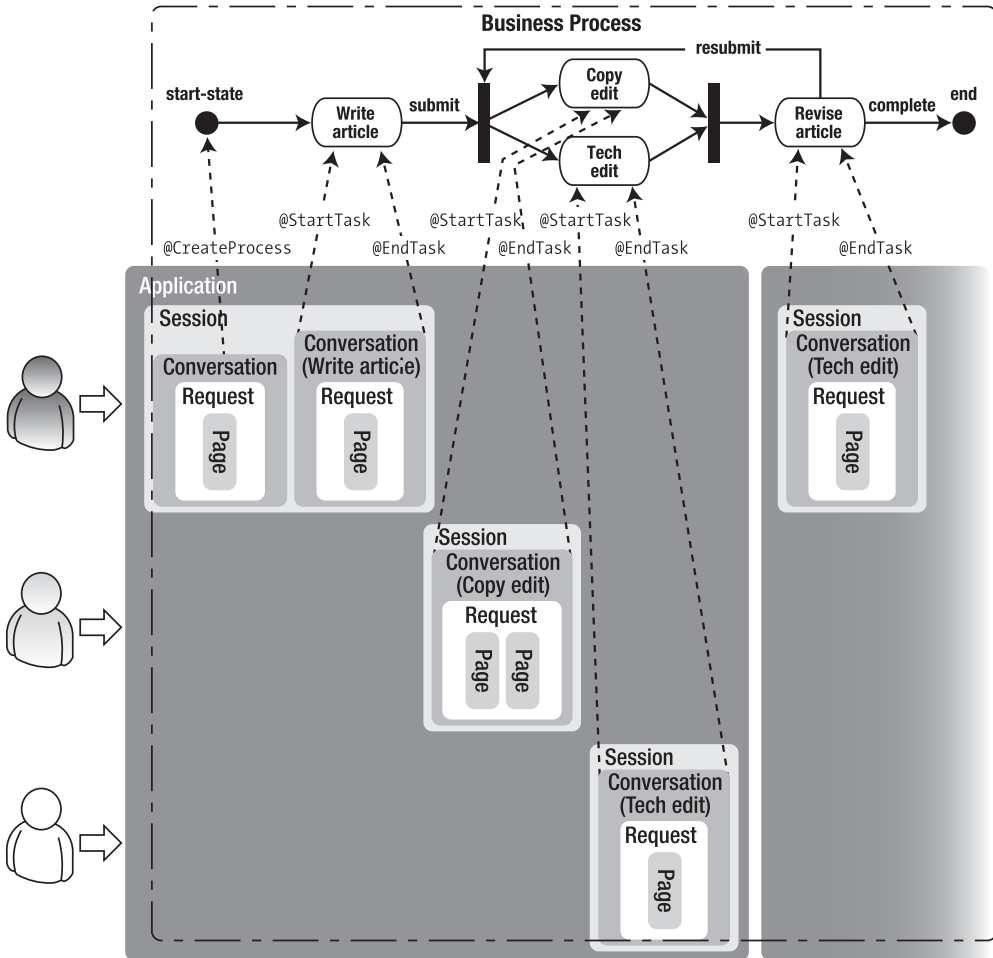 Business Process
resubmit
start-state
Write
article
submit
Copy
edit
Tech
edit
Revise
article
complete
end
@StartTask
@StartTask
@StartTask
@StartTask
@CreateProcess
@EndTask
@EndTask
@EndTask
@EndTask
Application
Session
Conversation
Request
Page
Conversation
(Write article)
Request
Page
Session
Conversation
(Tech edit)
Request
Page
Session
Conversation
(Copy edit)
Request
Page
Page
Session
Conversation
(Tech edit)
Request
Page